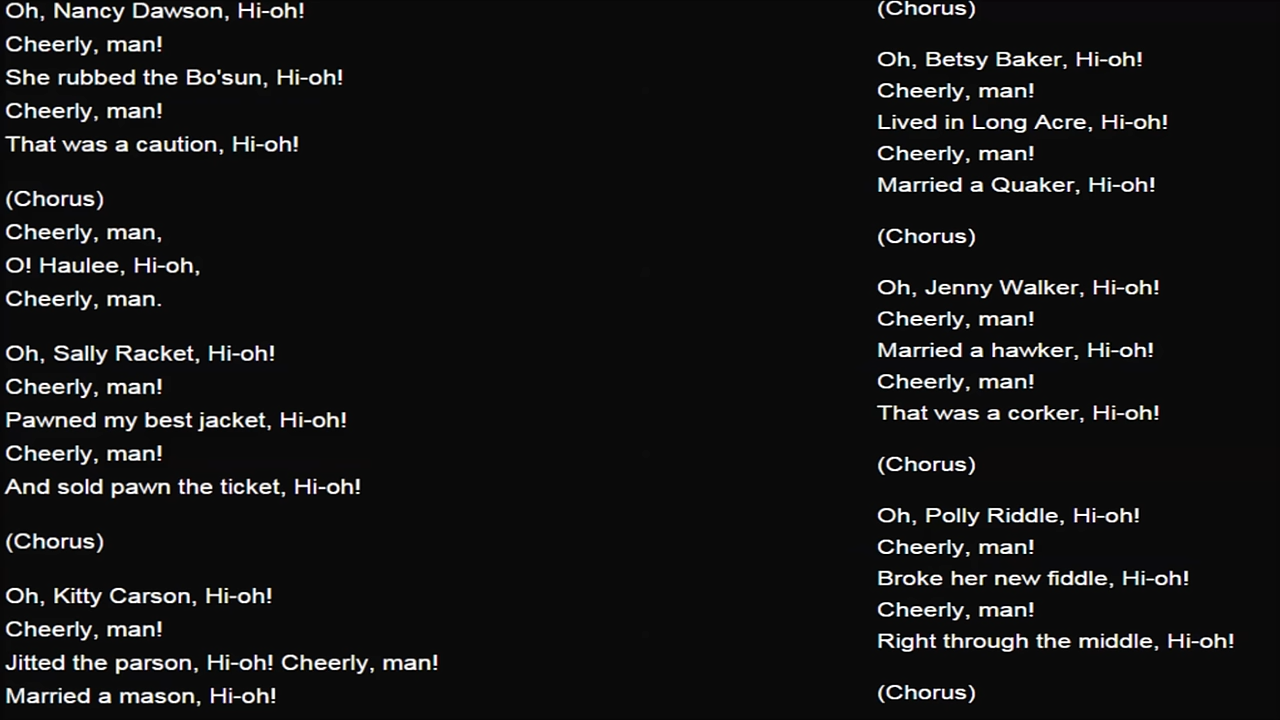 Oh, Nancy Dawson, Hi-oh!
Cheerly, man!
She rubbed the Bo'sun, Hi-oh!
Cheerly, man!
That was a caution, Hi-oh!
(Chorus)
Cheerly, man,
O! Haulee, Hi-oh,
Cheerly, man.
Oh, Sally Racket, Hi-oh!
Cheerly, man!
Pawned my best jacket, Hi-oh!
Cheerly, man!
And sold pawn the ticket, Hi-oh!
(Chorus)
Oh, Kitty Carson, Hi-oh!
Cheerly, man!
Jitted the parson, Hi-oh! Cheerly, man!
Married a mason, Hi-oh!
(Chorus)
Oh, Betsy Baker, Hi-oh!
Cheerly, man!
Lived in Long Acre, Hi-oh!
Cheerly, man!
Married a Quaker, Hi-oh!
(Chorus)
Oh, Jenny Walker, Hi-oh!
Cheerly, man!
Married a hawker, Hi-oh!
Cheerly, man!
That was a corker, Hi-oh!
(Chorus)
Oh, Polly Riddle, Hi-oh!
Cheerly, man!
Broke her new fiddle, Hi-oh!
Cheerly, man!
Right through the middle, Hi-oh!
(Chorus)